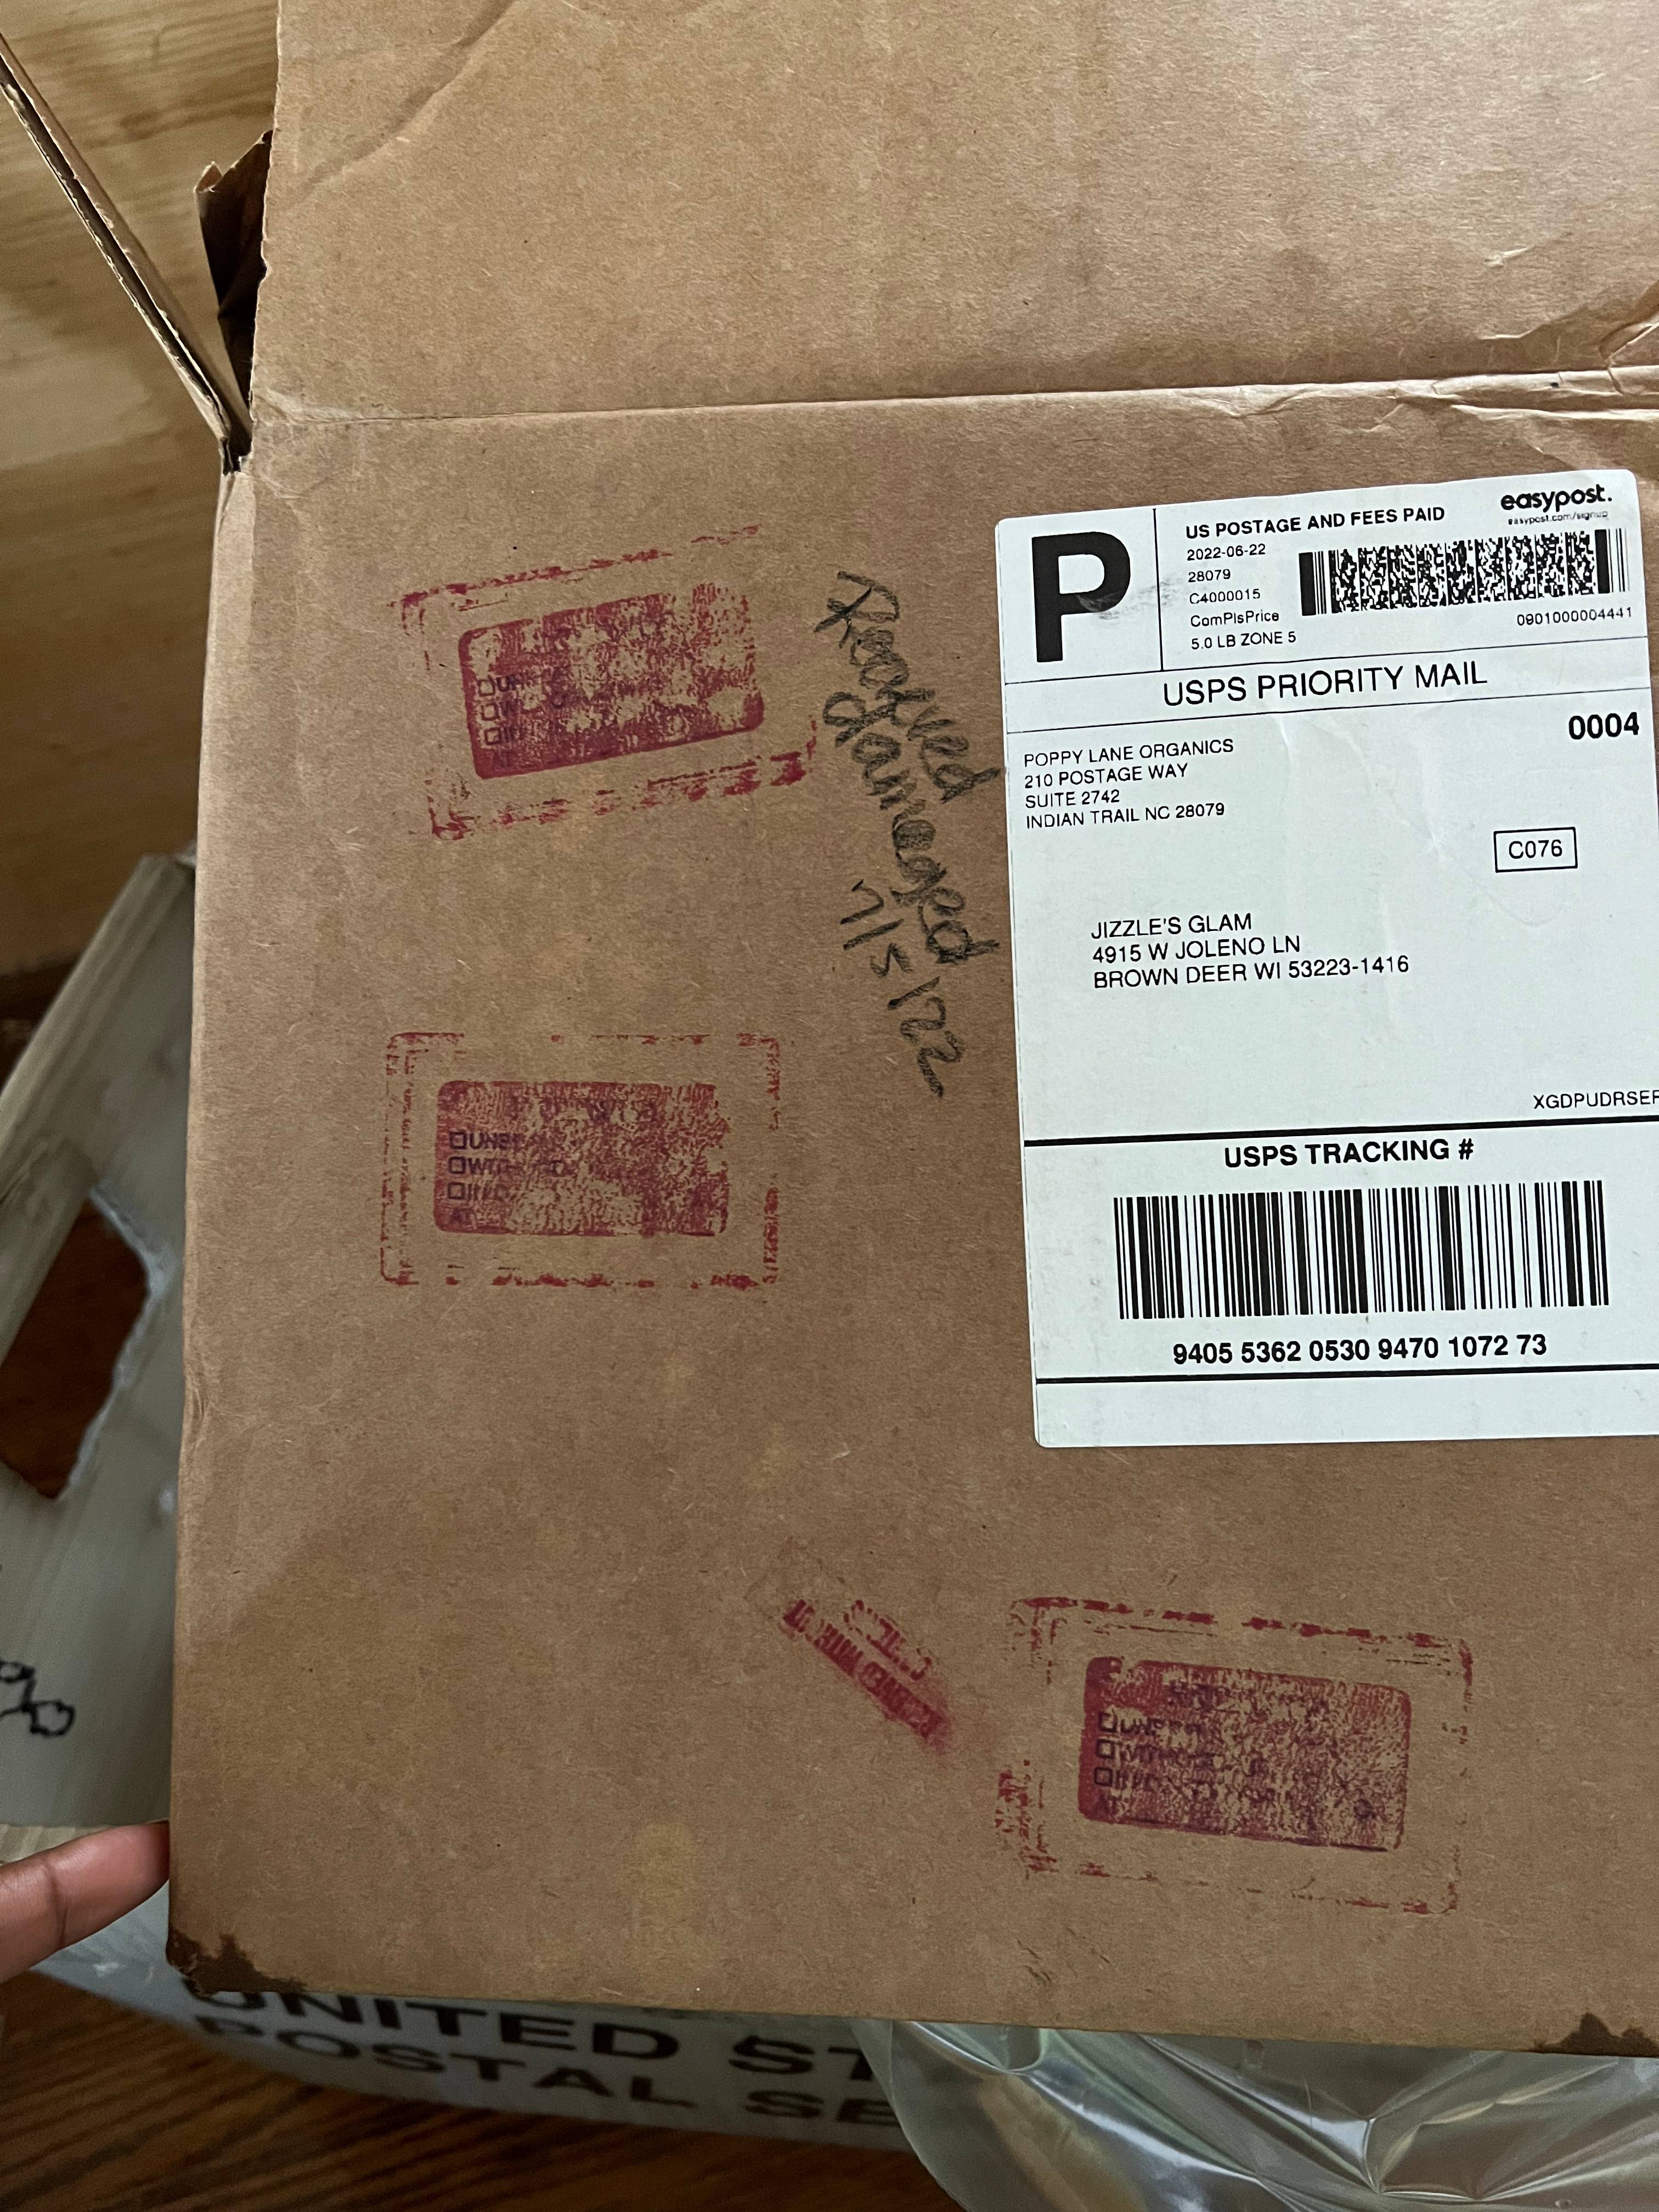 easypost.
easypost.com/signup
P
US POSTAGE AND FEES PAID
2022-06-22
28079
C4000015
ComPlsPrice
5.0 LB ZONE 5
0901000004441
USPS PRIORITY MAIL
0004
POPPY LANE ORGANICS
210 POSTAGE WAY
SUITE 2742
INDIAN TRAIL NC 28079
C076
JIZZLE'S GLAM
4915 W JOLENO LN
BROWN DEER WI 53223-1416
XGDPUDRSER
USPS TRACKING #
9405 5362 0530 9470 1072 73
damaged
7/5/22
UNITED ST
POSTAL SE